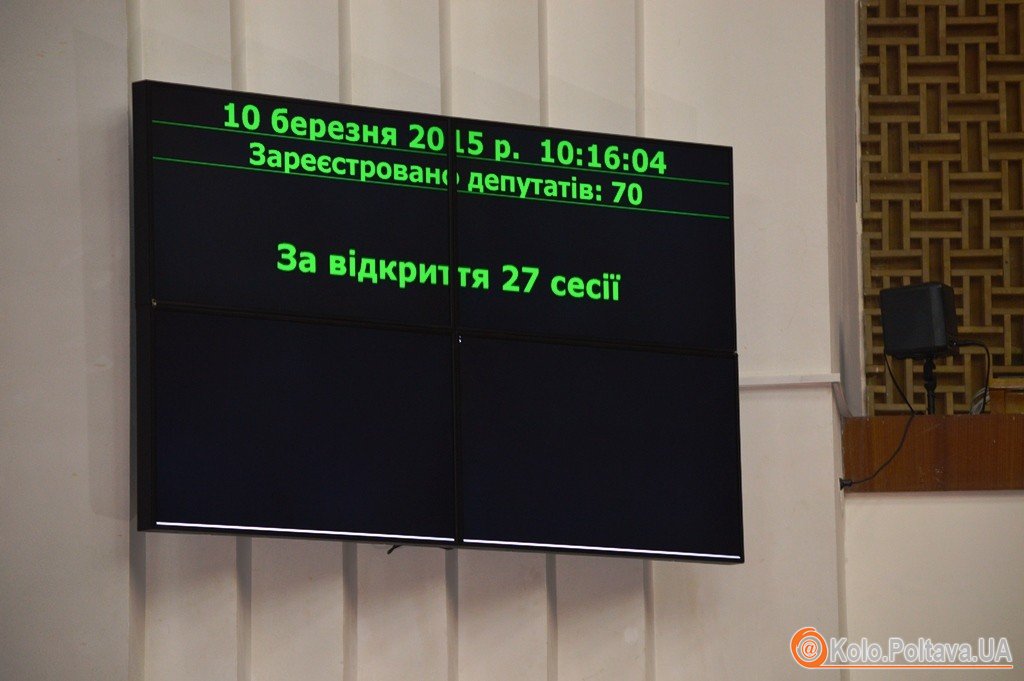 10 березня 2015 р. 10:16:04
Зареєстровано депутатів: 70
За відкриття 27 сесії
@Kolo.Poltava.UA